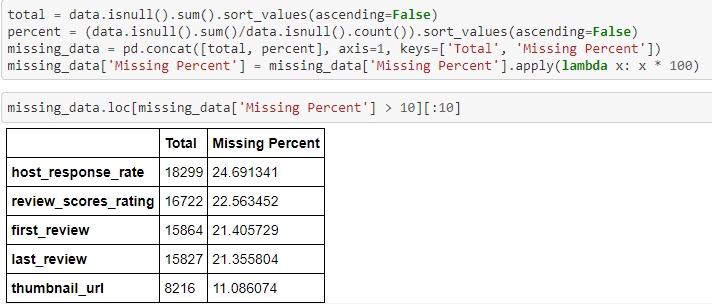 total = data.isnull().sum().sort_values(ascending=False)
percent = (data.isnull().sum()/data.isnull().count()).sort_values(ascending=False)
missing_data = pd.concat([total, percent], axis=1, keys=['Total', 'Missing Percent'])
missing_data['Missing Percent'] = missing_data['Missing Percent'].apply(lambda x: x * 100)
missing_data.loc[missing_data['Missing Percent'] > 10][:10]
Total Missing Percent
host_response_rate 18299 24.691341
review_scores_rating 16722 22.563452
first_review 15864 21.405729
last_review 15827 21.355804
thumbnail_url 8216 11.086074